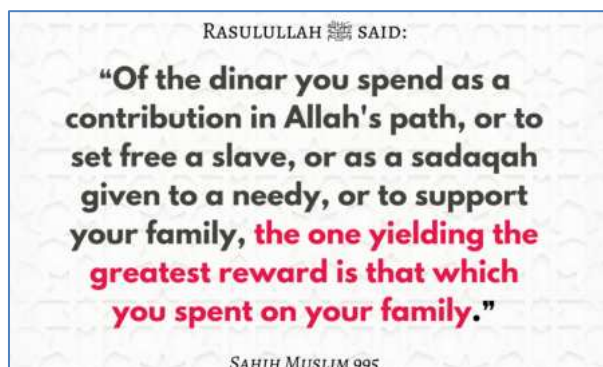 RASULULLAH ﷺ SAID:
“Of the dinar you spend as a
contribution in Allah's path, or to
set free a slave, or as a sadaqah
given to a needy, or to support
your family, the one yielding the
greatest reward is that which
you spent on your family.”
SAHIH MUSLIM 995